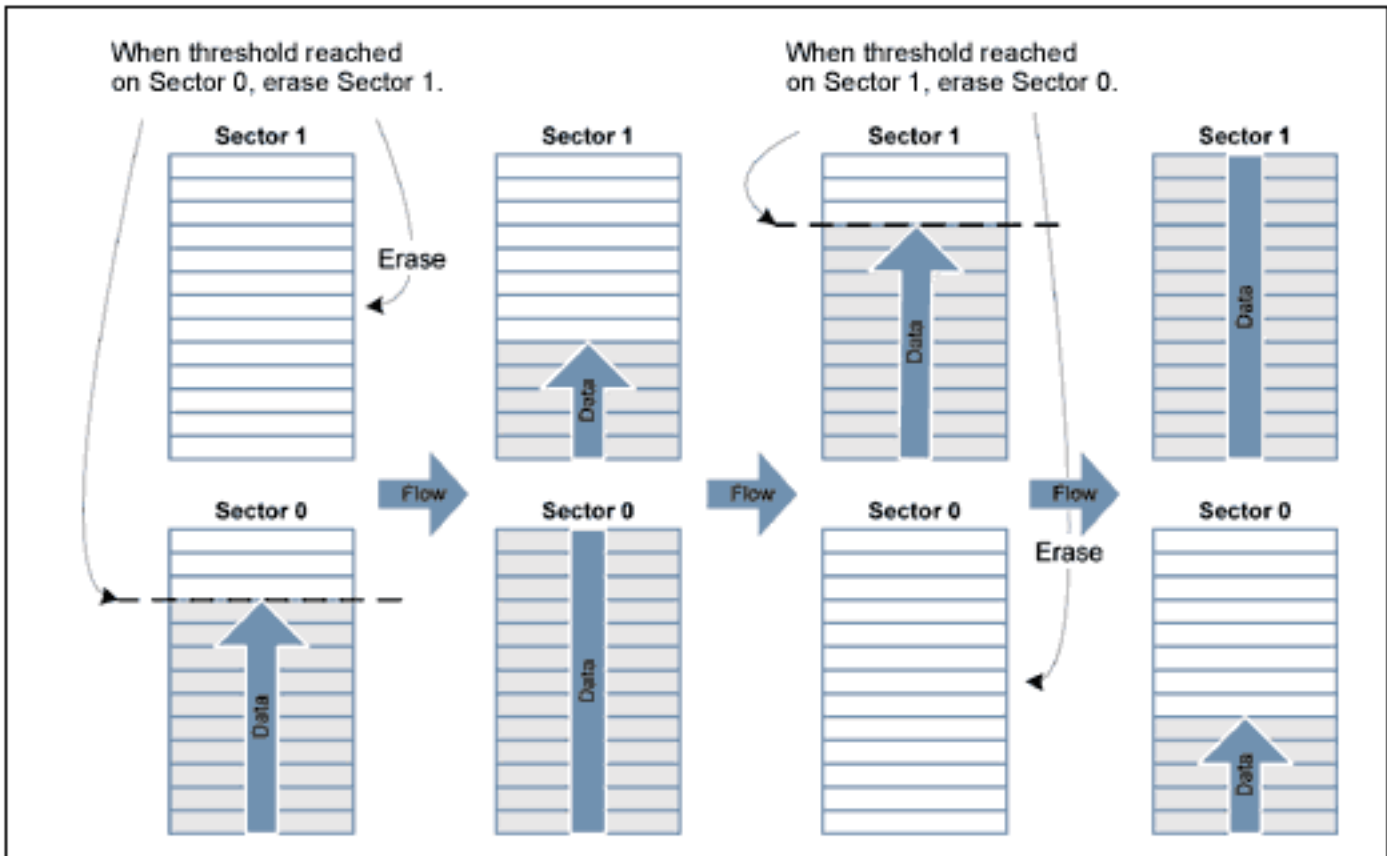 When threshold reached
on Sector 0, erase Sector 1.
When threshold reached
on Sector 1, erase Sector 0.
Sector 1
Sector 1
Sector 1
Sector 1
Erase
Data
Data
Data
Flow
Flow
Flow
Sector 0
Sector 0
Sector 0
Sector 0
Erase
Data
Data
Data